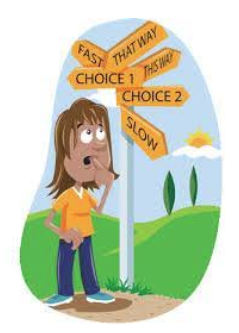 FAST
THAT WAY
THIS WAY
CHOICE 1
CHOICE 2
SLOW